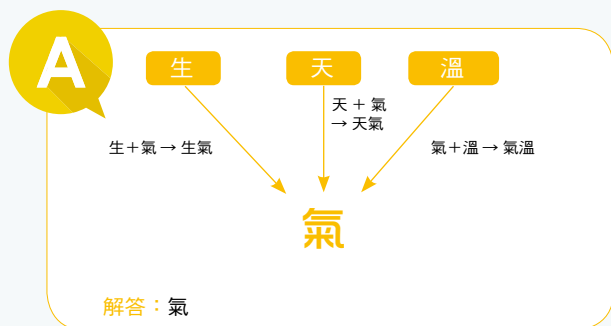 A
生 天 溫
天 + 氣
→ 天氣
生＋氣 → 生氣
氣＋溫 → 氣溫
氣
解答：氣